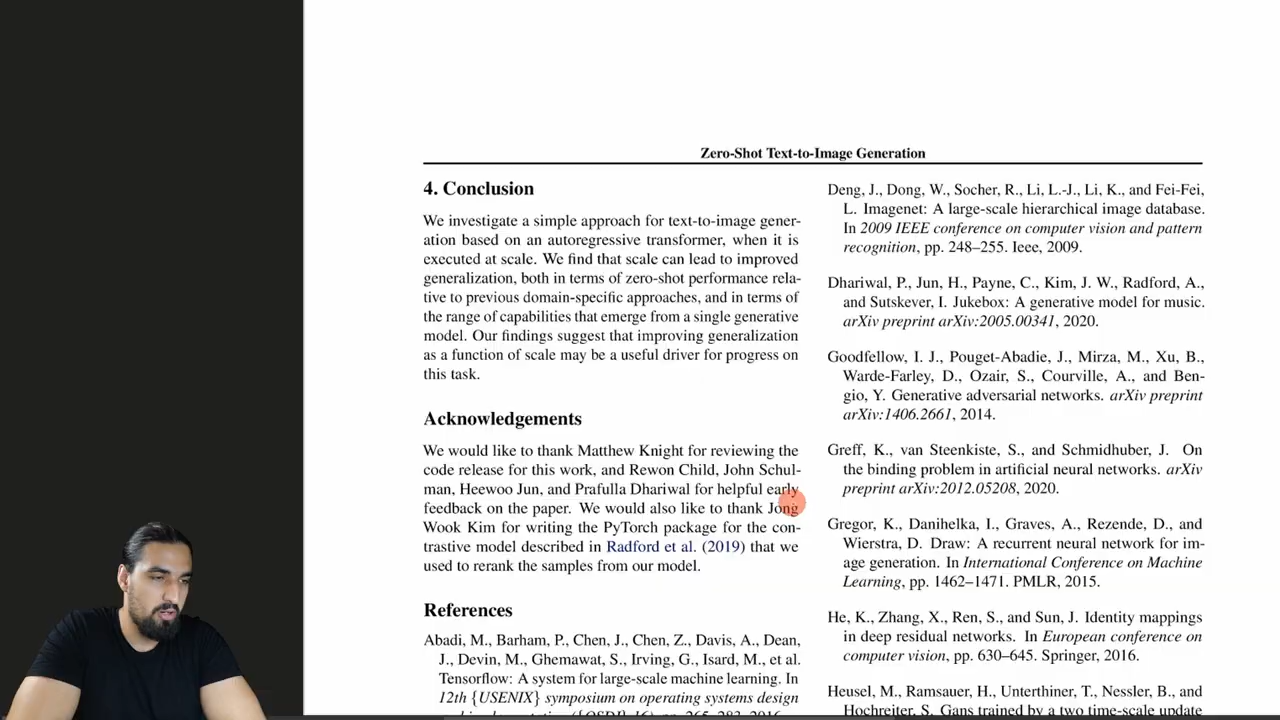 Zero-Shot Text-to-Image Generation
4. Conclusion
We investigate a simple approach for text-to-image gener-
ation based on an autoregressive transformer, when it is
executed at scale. We find that scale can lead to improved
generalization, both in terms of zero-shot performance rela-
tive to previous domain-specific approaches, and in terms of
the range of capabilities that emerge from a single generative
model. Our findings suggest that improving generalization
as a function of scale may be a useful driver for progress on
this task.
Acknowledgements
We would like to thank Matthew Knight for reviewing the
code release for this work, and Rewon Child, John Schul-
man, Heewoo Jun, and Prafulla Dhariwal for helpful early
feedback on the paper. We would also like to thank Jong
Wook Kim for writing the PyTorch package for the con-
trastive model described in Radford et al. (2019) that we
used to rerank the samples from our model.
References
Abadi, M., Barham, P., Chen, J., Chen, Z., Davis, A., Dean,
J., Devin, M., Ghemawat, S., Irving, G., Isard, M., et al.
Tensorflow: A system for large-scale machine learning. In
12th {USENIX} symposium on operating systems design
Deng, J., Dong, W., Socher, R., Li, L.-J., Li, K., and Fei-Fei,
L. Imagenet: A large-scale hierarchical image database.
In 2009 IEEE conference on computer vision and pattern
recognition, pp. 248–255. Ieee, 2009.
Dhariwal, P., Jun, H., Payne, C., Kim, J. W., Radford, A.,
and Sutskever, I. Jukebox: A generative model for music.
arXiv preprint arXiv:2005.00341, 2020.
Goodfellow, I. J., Pouget-Abadie, J., Mirza, M., Xu, B.,
Warde-Farley, D., Ozair, S., Courville, A., and Ben-
gio, Y. Generative adversarial networks. arXiv preprint
arXiv:1406.2661, 2014.
Greff, K., van Steenkiste, S., and Schmidhuber, J. On
the binding problem in artificial neural networks. arXiv
preprint arXiv:2012.05208, 2020.
Gregor, K., Danihelka, I., Graves, A., Rezende, D., and
Wierstra, D. Draw: A recurrent neural network for im-
age generation. In International Conference on Machine
Learning, pp. 1462–1471. PMLR, 2015.
He, K., Zhang, X., Ren, S., and Sun, J. Identity mappings
in deep residual networks. In European conference on
computer vision, pp. 630–645. Springer, 2016.
Heusel, M., Ramsauer, H., Unterthiner, T., Nessler, B., and
Hochreiter, S. Gans trained by a two time-scale update